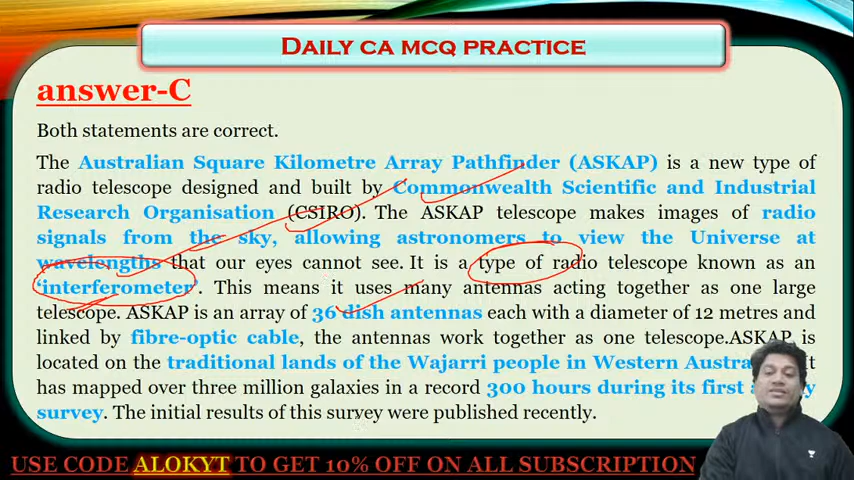 DAILY CA MCQ PRACTICE
answer-C
Both statements are correct.
The Australian Square Kilometre Array Pathfinder (ASKAP) is a new type of
radio telescope designed and built by Commonwealth Scientific and Industrial
Research Organisation (CSIRO). The ASKAP telescope makes images of radio
signals from the sky, allowing astronomers to view the Universe at
wavelengths that our eyes cannot see. It is a type of radio telescope known as an
'interferometer'. This means it uses many antennas acting together as one large
telescope. ASKAP is an array of 36 dish antennas each with a diameter of 12 metres and
linked by fibre-optic cable, the antennas work together as one telescope.ASKAP is
located on the traditional lands of the Wajarri people in Western
has mapped over three million galaxies in a record 300 hours during its first
survey. The initial results of this survey were published recently.
USE CODE ALOKYT TO GET 10% OFF ON ALL SUBSCRIPTION